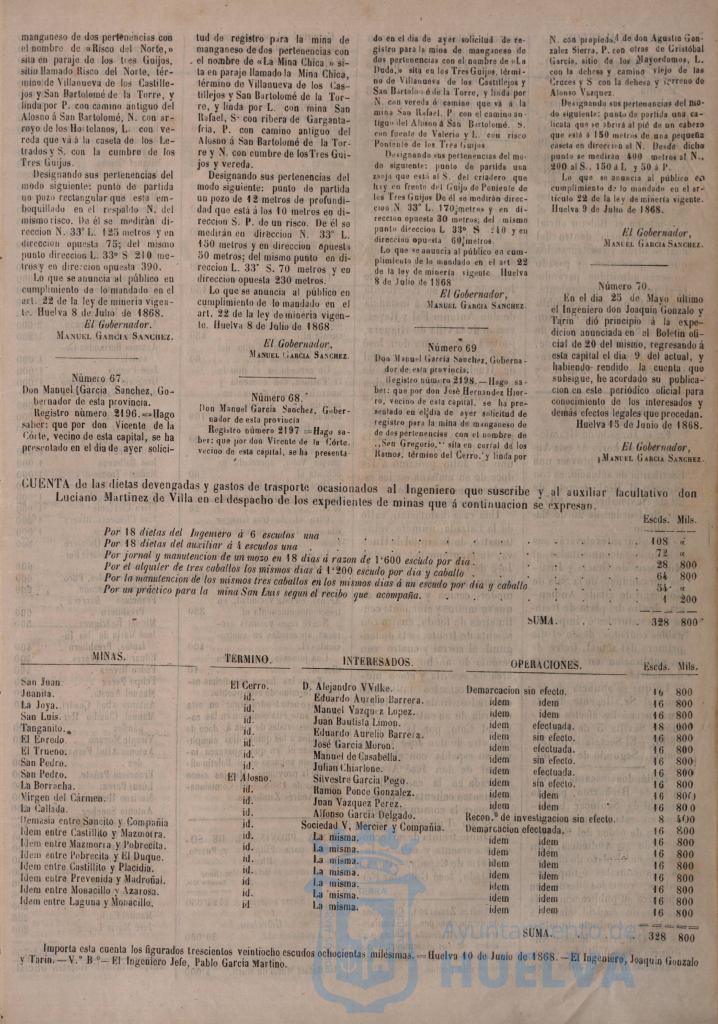 manganeso de dos pertenencias con
el nombre de «Risco del Norte,»
sita en paraje de los tres Guijos,
sitio llamado Risco del Norte, tér-
mino de Villanueva de los Castille-
jos y San Bartolomé de la Torre, y
linda por P. con camino antiguo del
Alosno á San Bartolomé, N. con ar-
royo de los Hortelanos, L. con ve-
reda que vá á la caseta de los Le-
trados y S. con la cumbre de los
Tres Guijos.
Designando sus pertenencias del
modo siguiente: punto de partida
un pozo rectangular que esta em-
boquillado en el respaldo N. del
mismo risco. De él se medirán di-
reccion N. 33° L. 125 metros y en
direccion opuesta 75; del mismo
punto direccion L. 33° S 210 me-
tros y en direccion opuesta 390.
Lo que se anuncia al público en
cumplimiento de lo mandado en el
art. 22 de la ley de minería vigen-
te. Huelva 8 de Julio de 1868.
El Gobernador,
MANUEL GARCIA SANCHEZ.
Número 67.
Don Manuel García Sanchez, Go-
bernador de esta provincia.
Registro número 2196.=Hago
saber: que por don Vicente de la
Córte, vecino de esta capital, se ha
presentado en el dia de ayer solici-
tud de registro para la mina de
manganeso de dos pertenencias con
el nombre de «La Mina Chica.» si-
ta en paraje llamado la Mina Chica,
término de Villanueva de los Cas-
tillejos y San Bartolomé de la Tor-
re, y linda por L. con mina San
Rafael, S. con ribera de Garganta-
fria, P. con camino antiguo del
Alosno á San Bartolomé de la Tor-
re y N. con cumbre de los Tres Gui-
jos y vereda.
Designando sus pertenencias del
modo siguiente: punto de partida
un pozo de 12 metros de profundi-
dad que está á los 10 metros en di-
reccion S. P. de un risco. De él se
medirán en direccion N. 33° L.
150 metros y en direccion opuesta
50 metros; del mismo punto en di-
reccion L. 33° S. 70 metros y en
direccion opuesta 230 metros.
Lo que se anuncia al público en
cumplimiento de lo mandado en el
art. 22 de la ley de minería vigen-
te. Huelva 8 de Julio de 1868.
El Gobernador,
MANUEL GARCIA SANCHEZ.
Número 68.
Don Manuel García Sanchez, Gober-
nador de esta provincia
Registro número 2197 =Hago sa-
ber: que por don Vicente de la Córte.
vecino de esta capital, se ha presenta-
do en el dia de ayer solicitud de re-
gistro para la mina de manganeso de
dos pertenencias con el nombre de «La
Duda,» sita en los Tres Guijos, térmi-
no de Villanueva de los Castillejos y
San Bartolomé de la Torre, y linda por
N. con vereda ó camino que vá á la
mina San Rafael P. con camino an-
tiguo del Alosno á San Bartolomé. S.
con fuente de Valerio y L. con risco
Poniente de los Tres Guijos
Designando sus pertenencias del mo-
do siguiente: punto de partida una
zanja que está al S. del criadero que
hay en frente del Guijo de Poniente de
los Tres Guijos De él se medirán direc-
cion N. 33° L. 170 metros y en di-
reccion opuesta 30 metros; del mismo
punto direccion L 33° S 240 y en
direccion opuesta 60 metros.
Lo que se anuncia al público en cum-
plimiento de lo mandado en el art 22
de la ley de minería vigente Huelva
8 de Julio de 1868
El Gobernador,
MANUEL GARCIA SANCHEZ.
Número 69
Don Manuel García Sanchez, Goberna-
dor de esta provincia.
Registro número 2198.—Hago sa-
ber: que por don José Hernandez Hier-
ro, vecino de esta capital, se ha pre-
sentado en el dia de ayer solicitud de
registro para la mina de manganeso de
de dos pertenencias con el nombre de
«San Gregorio,» sita en corral de los
Ramos, término del Cerro, y linda por
N. con propiedad de don Agustin Gon-
zalez Sierra, P. con otras de Cristóbal
Garcia, sitio de los Mayordomos, L.
con la dehesa y camino viejo de las
Cruces y S con la dehesa y terreno de
Alonso Vazquez.
Designando sus pertenencias del mo-
do siguiente: punto de partida una ca-
licata que se abrirá al pié de un cabezo
que está á 150 metros de una pequeña
caseta en direccion al N. Desde dicho
punto se medirán 400 metros al N.,
200 al S., 150 á L. y 50 á P.
Lo que se anuncia al público en
cumplimiento de lo mandado en el ar-
tículo 22 de la ley de minería vigente.
Huelva 9 de Julio de 1868.
El Gobernador,
MANUEL GARCIA SANCHEZ.
Número 70.
En el dia 25 de Mayo último
el Ingeniero don Joaquin Gonzalo y
Tarin dió principio á la expe-
dicion anunciada en el Boletin ofi-
cial de 20 del mismo, regresando á
esta capital el dia 9 del actual, y
habiendo rendido la cuenta que
subsigue, he acordado su publica-
cion en este periódico oficial para
conocimiento de los interesados y
demás efectos legales que procedan.
Huelva 15 de Junio de 1868.
El Gobernador,
MANUEL GARCIA SANCHEZ.
CUENTA de las dietas devengadas y gastos de trasporte ocasionados al Ingeniero que suscribe y al auxiliar facultativo don
Luciano Martinez de Villa en el despacho de los expedientes de minas que á continuacion se expresan.
Escds. Mils.
Por 18 dietas del Ingeniero á 6 escudos una 108 «
Por 18 dietas del auxiliar á 4 escudos una 72 «
Por jornal y manutencion de un mozo en 18 dias á razon de 1'600 escudo por dia. 28 800
Por el alquiler de tres caballos los mismos dias á 1'200 escudo por dia y caballo 64 800
Por la manutencion de los mismos tres caballos en los mismos dias á un escudo por dia y caballo 54 «
Por un práctico para la mina San Luis segun el recibo que acompaña. 1 200
SUMA. 328 800
MINAS. TERMINO. INTERESADOS. OPERACIONES. Escds. Mils.
San Juan El Cerro. D. Alejandro VVilke. Demarcacion sin efecto. 16 800
Juanita. id. Eduardo Aurelio Barrera. idem idem 16 800
La Joya. id. Manuel Vazquez Lopez. idem idem 16 800
San Luis. id. Juan Bautista Limon. idem efectuada. 18 000
Tanganito. id. Eduardo Aurelio Barrera. idem sin efecto. 16 800
El Enredo id. José Garcia Moron. idem efectuada. 16 800
El Trueno. id. Manuel de Casabella. idem sin efecto. 16 800
San Pedro. id. Julian Chiarlone. idem efectuada. 16 800
San Pedro. El Alosno. Silvestre Garcia Pego. idem sin efecto. 16 800
La Borracha. id. Ramon Ponce Gonzalez. idem idem 16 800
Virgen del Cármen. id. Juan Vazquez Perez. idem idem 16 800
La Callada. id. Alfonso Garcia Delgado. Recon.º de investigacion sin efecto. 8 400
Demasia entre Sancito y Compañia id. Sociedad V. Mercier y Compañia. Demarcacion efectuada. 16 800
Idem entre Castillito y Mazmorra. id. La misma. idem idem 16 800
Idem entre Mazmorra y Pobrecita. id. La misma. idem idem 16 800
Idem entre Pobrecita y El Duque. id. La misma. idem idem 16 800
Idem entre Castillito y Placidia. id. La misma. idem idem 16 800
Idem entre Prevenida y Madroñal. id. La misma. idem idem 16 800
Idem entre Monacillo y Azarosa. id. La misma. idem idem 16 800
Idem entre Laguna y Monacillo. id La misma. idem idem 16 800
SUMA. 328 800
Importa esta cuenta los figurados trescientos veintiocho escudos ochocientas milésimas.=Huelva 10 de Junio de 1868.—El Ingeniero, Joaquin Gonzalo
y Tarin.—V.º B º— El Ingeniero Jefe, Pablo Garcia Martino.
Ayuntamiento de
HUELVA